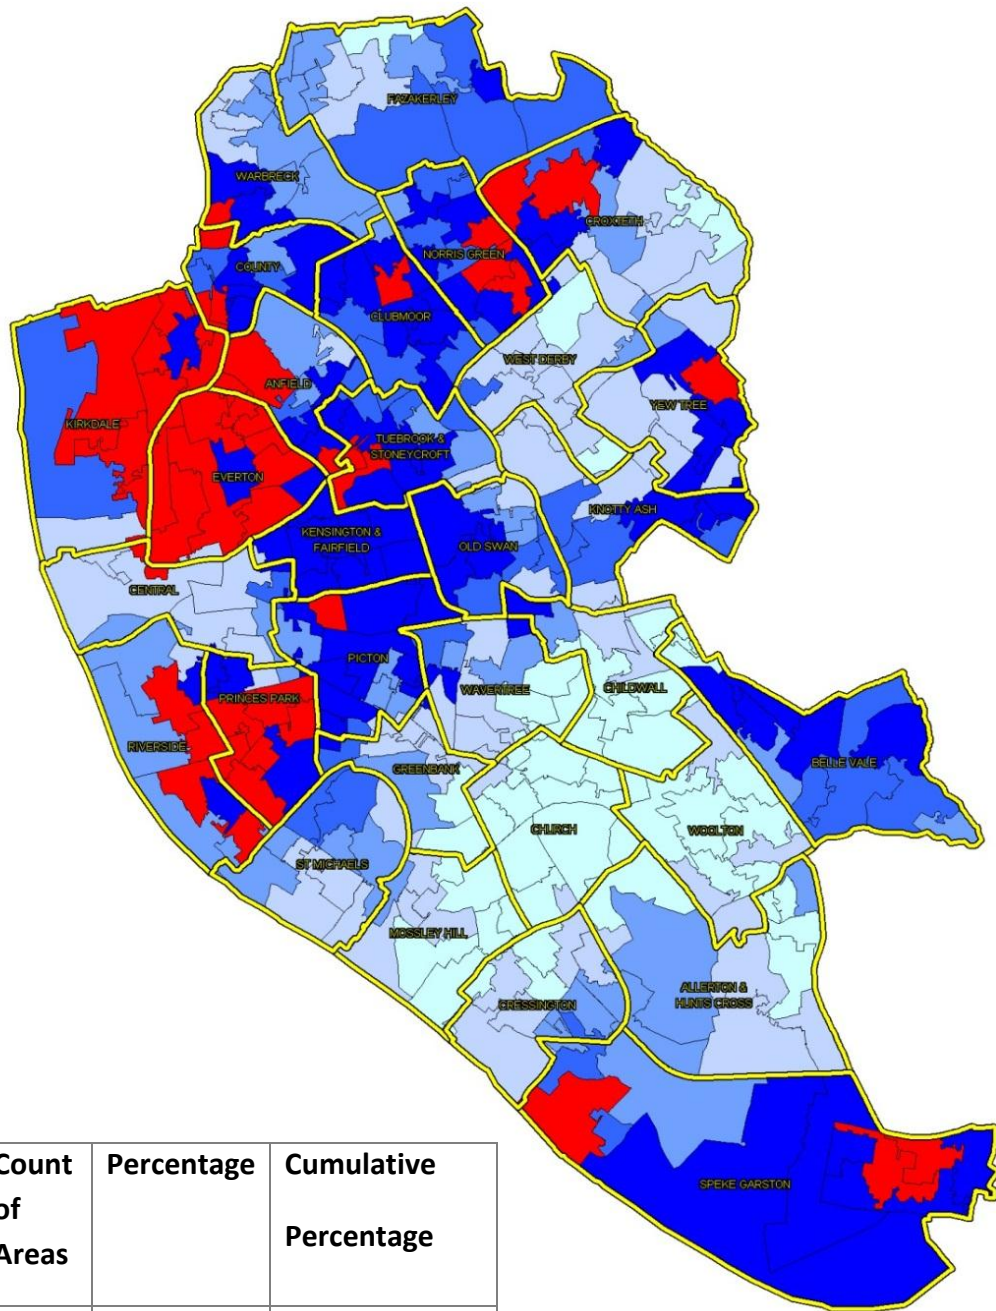 FAZAKERLEY
WARBRECK
CROXTETH
NORRIS GREEN
COUNTY
CLUBMOOR
WEST DERBY
ANFIELD
YEW TREE
KIRKDALE
TUEBROOK &
STONEYCROFT
EVERTON
KNOTTY ASH
KENSINGTON &
FAIRFIELD
OLD SWAN
CENTRAL
PICTON
WAVERTREE
CHILDWALL
PRINCES PARK
RIVERSIDE
GREENBANK
BELLE VALE
CHURCH
WOOLTON
ST MICHAELS
MOSSLEY HILL
ALLERTON &
HUNTS CROSS
CRESSINGTON
SPEKE GARSTON
Count
of
Areas
Percentage
Cumulative
Percentage